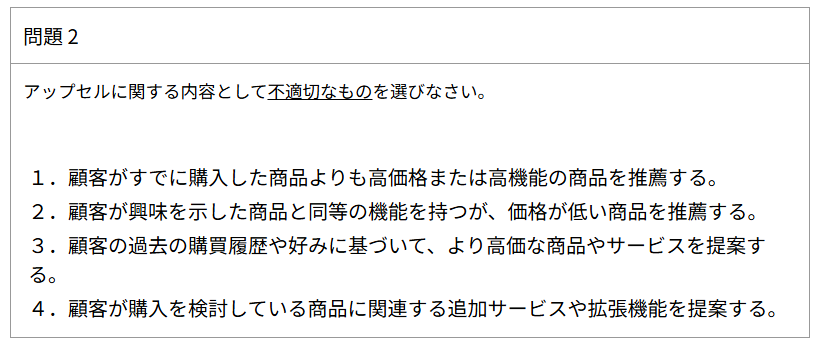 問題 2
アップセルに関する内容として不適切なものを選びなさい。
１．顧客がすでに購入した商品よりも高価格または高機能の商品を推薦する。
２．顧客が興味を示した商品と同等の機能を持つが、価格が低い商品を推薦する。
３．顧客の過去の購買履歴や好みに基づいて、より高価な商品やサービスを提案す
る。
４．顧客が購入を検討している商品に関連する追加サービスや拡張機能を提案する。